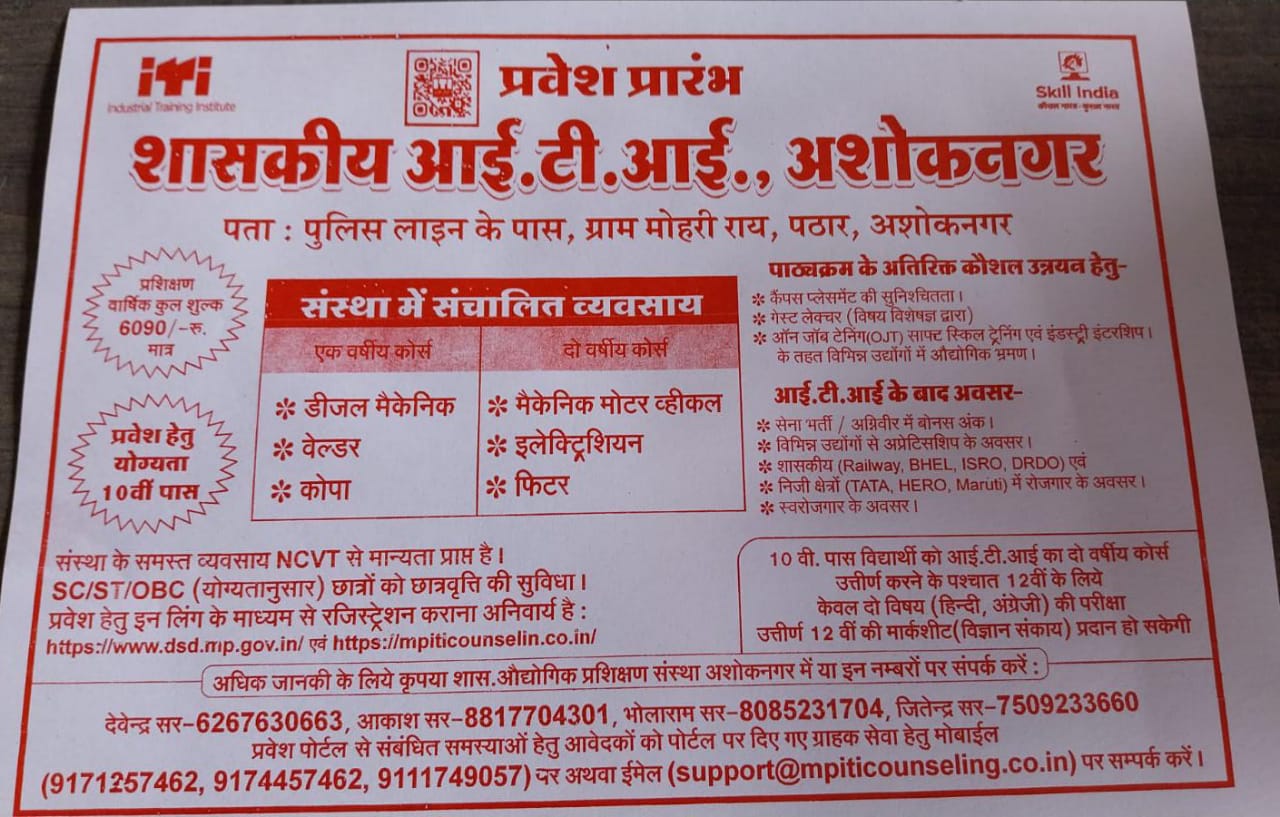 iTi
Industrial Training Institute
प्रवेश प्रारंभ
Skill India
कौशल भारत-कुशल भारत
शासकीय आई.टी.आई., अशोकनगर
पता : पुलिस लाइन के पास, ग्राम मोहरी राय, पठार, अशोकनगर
प्रशिक्षण
वार्षिक कुल शुल्क
6090/-रु.
मात्र
प्रवेश हेतु
योग्यता
10वीं पास
संस्था में संचालित व्यवसाय
एक वर्षीय कोर्स
✻ डीजल मैकेनिक
✻ वेल्डर
✻ कोपा
दो वर्षीय कोर्स
✻ मैकेनिक मोटर व्हीकल
✻ इलेक्ट्रिशियन
✻ फिटर
पाठ्यक्रम के अतिरिक्त कौशल उन्नयन हेतु-
✻ कैंपस प्लेसमेंट की सुनिश्चितता।
✻ गेस्ट लेक्चर (विषय विशेषज्ञ द्वारा)
✻ ऑन जॉब टेनिंग(OJT) साफ्ट स्किल ट्रेनिंग एवं इंडस्ट्री इंटरशिप।
के तहत विभिन्न उद्योगों में औद्योगिक भ्रमण।
आई.टी.आई के बाद अवसर-
✻ सेना भर्ती / अग्निवीर में बोनस अंक।
✻ विभिन्न उद्योंगों से अप्रेटिसशिप के अवसर।
✻ शासकीय (Railway, BHEL, ISRO, DRDO) एवं
✻ निजी क्षेत्रों (TATA, HERO, Maruti) में रोजगार के अवसर।
✻ स्वरोजगार के अवसर।
संस्था के समस्त व्यवसाय NCVT से मान्यता प्राप्त है।
SC/ST/OBC (योग्यतानुसार) छात्रों को छात्रवृत्ति की सुविधा।
प्रवेश हेतु इन लिंग के माध्यम से रजिस्ट्रेशन कराना अनिवार्य है :
https://www.dsd.mp.gov.in/ एवं https://mpiticounselin.co.in/
10 वी. पास विद्यार्थी को आई.टी.आई का दो वर्षीय कोर्स
उत्तीर्ण करने के पश्चात 12वीं के लिये
केवल दो विषय (हिन्दी, अंग्रेजी) की परीक्षा
उत्तीर्ण 12 वीं की मार्कशीट(विज्ञान संकाय) प्रदान हो सकेगी
अधिक जानकी के लिये कृपया शास.औद्योगिक प्रशिक्षण संस्था अशोकनगर में या इन नम्बरों पर संपर्क करें :
देवेन्द्र सर-6267630663, आकाश सर-8817704301, भोलाराम सर-8085231704, जितेन्द्र सर-7509233660
प्रवेश पोर्टल से संबंधित समस्याओं हेतु आवेदकों को पोर्टल पर दिए गए ग्राहक सेवा हेतु मोबाईल
(9171257462, 9174457462, 9111749057) पर अथवा ईमेल (support@mpiticounseling.co.in) पर सम्पर्क करें।